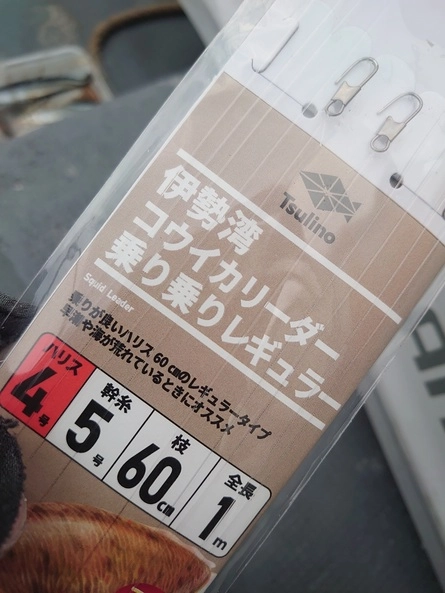 Tsulino
伊勢湾
コウイカリーダー
乗り乗りレギュラー
Squid Leader
乗りが良いハリス60㎝のレギュラータイプ
早潮や海が荒れているときにオススメ
ハリス
4号
幹糸
5号
枝
60㎝
全長
1m